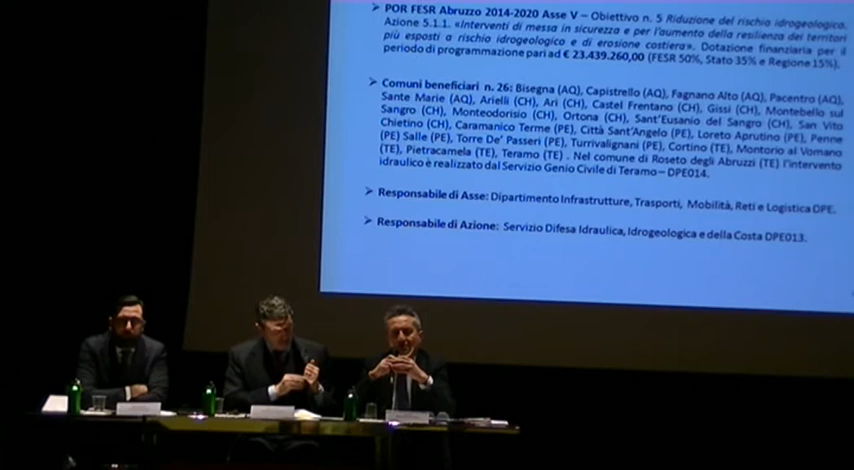 ➢ POR FESR Abruzzo 2014-2020 Asse V – Obiettivo n. 5 Riduzione del rischio idrogeologico.
Azione 5.1.1. «Interventi di messa in sicurezza e per l'aumento della resilienza dei territori
più esposti a rischio idrogeologico e di erosione costiera». Dotazione finanziaria per il
periodo di programmazione pari ad € 23.439.260,00 (FESR 50%, Stato 35% e Regione 15%).
➢ Comuni beneficiari n. 26: Bisegna (AQ), Capistrello (AQ), Fagnano Alto (AQ), Pacentro (AQ),
Sante Marie (AQ), Arielli (CH), Ari (CH), Castel Frentano (CH), Gissi (CH), Montebello sul
Sangro (CH), Monteodorisio (CH), Ortona (CH), Sant'Eusanio del Sangro (CH), San Vito
Chietino (CH), Caramanico Terme (PE), Città Sant'Angelo (PE), Loreto Aprutino (PE), Penne
(PE) Salle (PE), Torre De' Passeri (PE), Turrivalignani (PE), Cortino (TE), Montorio al Vomano
(TE), Pietracamela (TE), Teramo (TE) . Nel comune di Roseto degli Abruzzi (TE) l'intervento
idraulico è realizzato dal Servizio Genio Civile di Teramo – DPE014.
➢ Responsabile di Asse: Dipartimento Infrastrutture, Trasporti, Mobilità, Reti e Logistica DPE.
➢ Responsabile di Azione: Servizio Difesa Idraulica, Idrogeologica e della Costa DPE013.